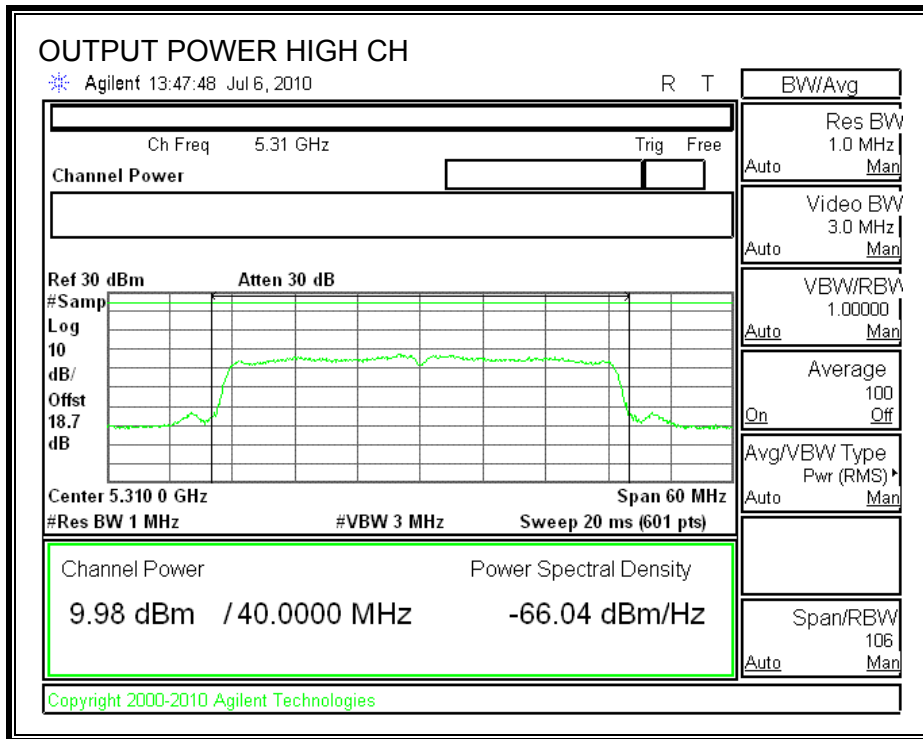 OUTPUT POWER HIGH CH
Agilent 13:47:48 Jul 6, 2010 R T
Ch Freq 5.31 GHz Trig Free
Channel Power
Ref 30 dBm Atten 30 dB
#Samp
Log
10
dB/
Offst
18.7
dB
Center 5.310 0 GHz Span 60 MHz
#Res BW 1 MHz #VBW 3 MHz Sweep 20 ms (601 pts)
Channel Power Power Spectral Density
9.98 dBm / 40.0000 MHz -66.04 dBm/Hz
Copyright 2000-2010 Agilent Technologies
BW/Avg
Res BW
1.0 MHz
Auto Man
Video BW
3.0 MHz
Auto Man
VBW/RBW
1.00000
Auto Man
Average
100
On Off
Avg/VBW Type
Pwr (RMS)
Auto Man
Span/RBW
106
Auto Man